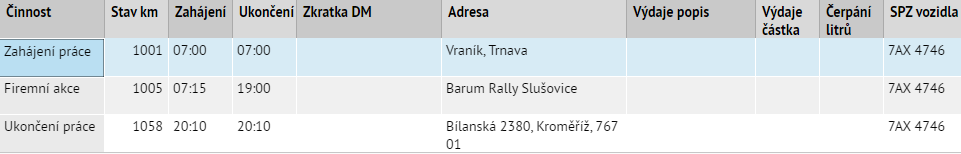 Činnost Stav km Zahájení Ukončení Zkratka DM Adresa Výdaje popis Výdaje částka Čerpání litrů SPZ vozidla
Zahájení práce 1001 07:00 07:00 Vraník, Trnava 7AX 4746
Firemní akce 1005 07:15 19:00 Barum Rally Slušovice 7AX 4746
Ukončení práce 1058 20:10 20:10 Bílanská 2380, Kroměříž, 767 7AX 4746
01